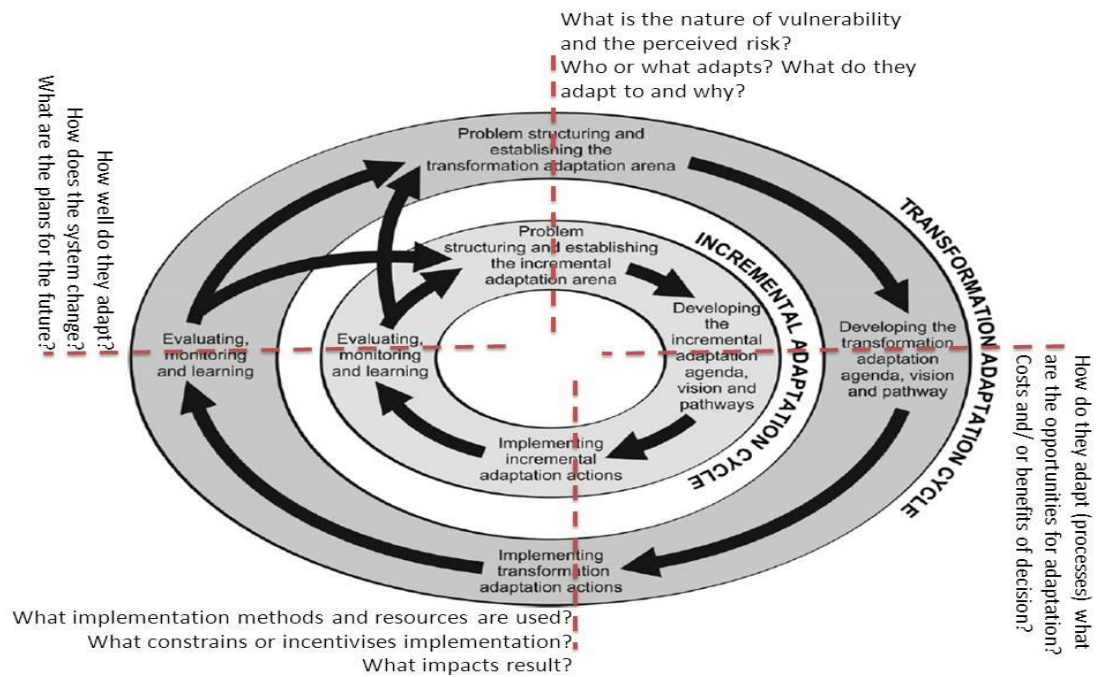 What is the nature of vulnerability
and the perceived risk?
Who or what adapts? What do they
adapt to and why?
How well do they adapt?
How does the system change?
What are the plans for the future?
Problem structuring and
establishing the
transformation adaptation arena
TRANSFORMATION ADAPTATION CYCLE
INCREMENTAL ADAPTATION CYCLE
Problem
structuring and establishing
the incremental
adaptation arena
Evaluating,
monitoring
and learning
Evaluating,
monitoring
and learning
Developing
the
incremental
adaptation
agenda,
vision and
pathways
Developing the
transformation
adaptation
agenda, vision
and pathway
How do they adapt (processes) what
are the opportunities for adaptation?
Costs and/ or benefits of decision?
Implementing
incremental
adaptation actions
Implementing
transformation
adaptation actions
What implementation methods and resources are used?
What constrains or incentivises implementation?
What impacts result?